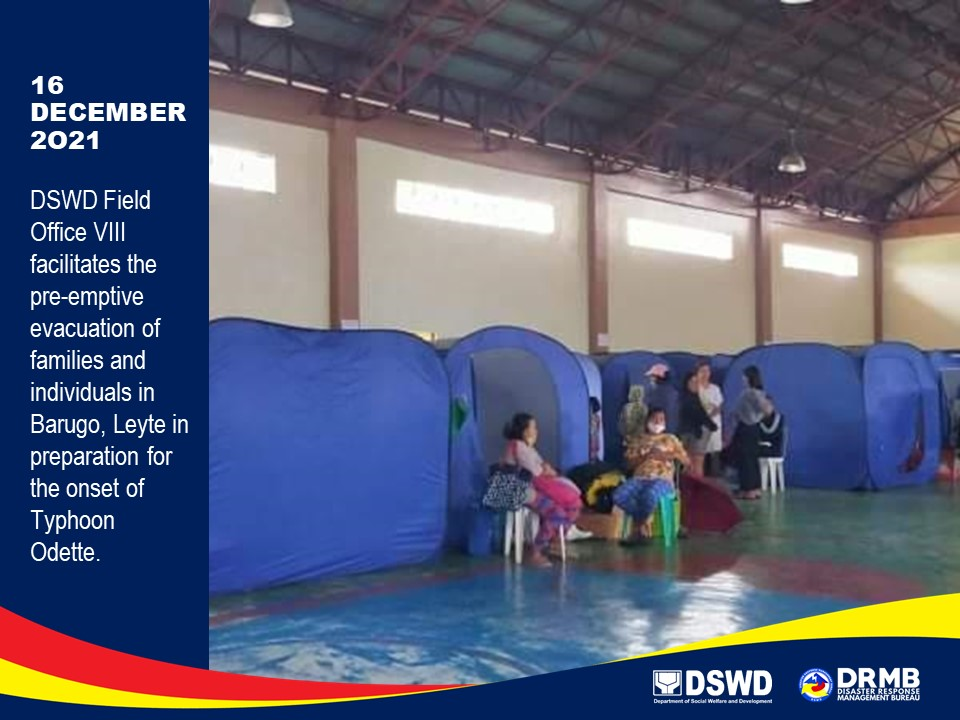 16
DECEMBER
2O21
DSWD Field
Office VIII
facilitates the
pre-emptive
evacuation of
families and
individuals in
Barugo, Leyte in
preparation for
the onset of
Typhoon
Odette.
DSWD
Department of Social Welfare and Development
DRMB
DISASTER RESPONSE
MANAGEMENT BUREAU